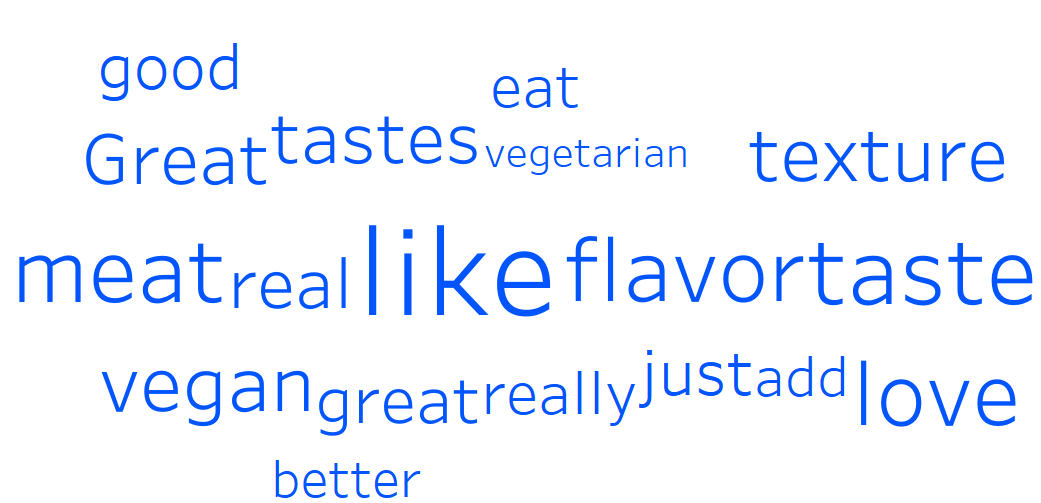 good
eat
Great tastes vegetarian texture
meat real like flavor taste
vegan great really just add love
better